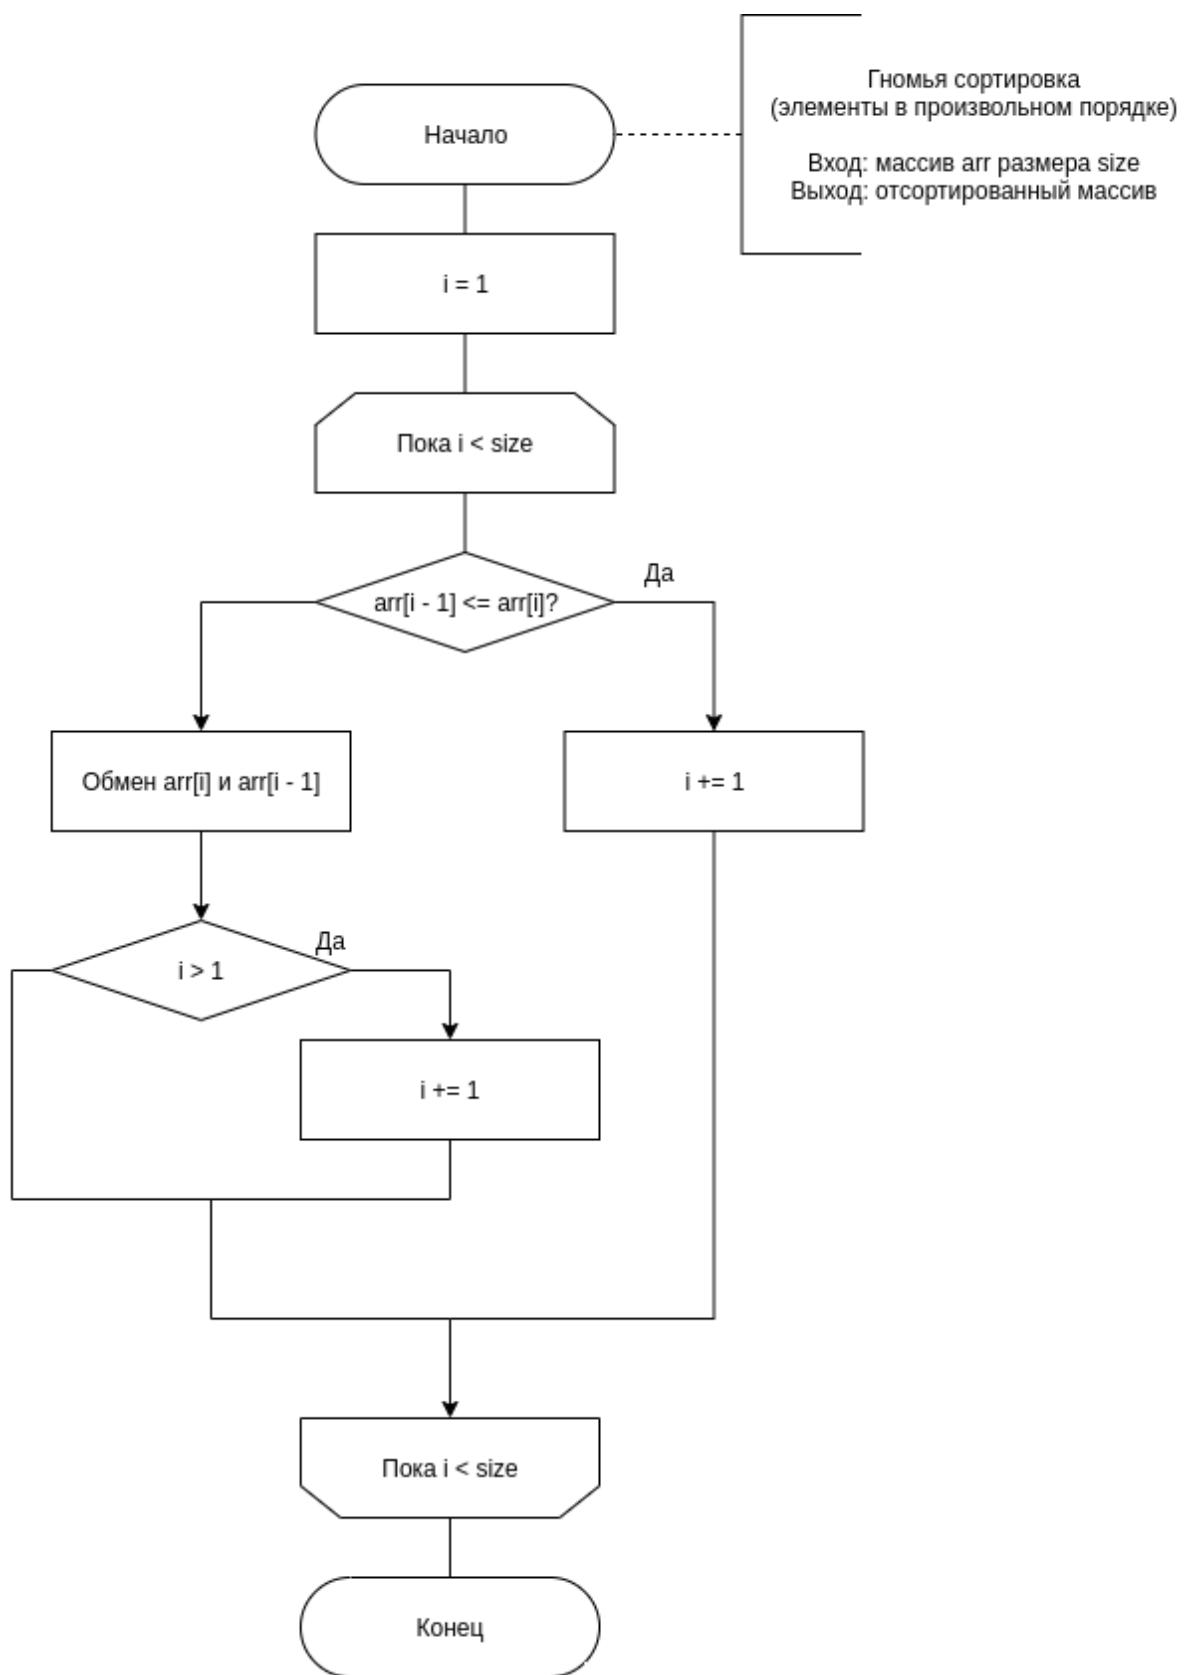 Гномья сортировка
(элементы в произвольном порядке)
Вход: массив arr размера size
Выход: отсортированный массив
Начало
i = 1
Пока i < size
arr[i - 1] <= arr[i]?
Да
Обмен arr[i] и arr[i - 1]
i += 1
i > 1
Да
i += 1
Пока i < size
Конец